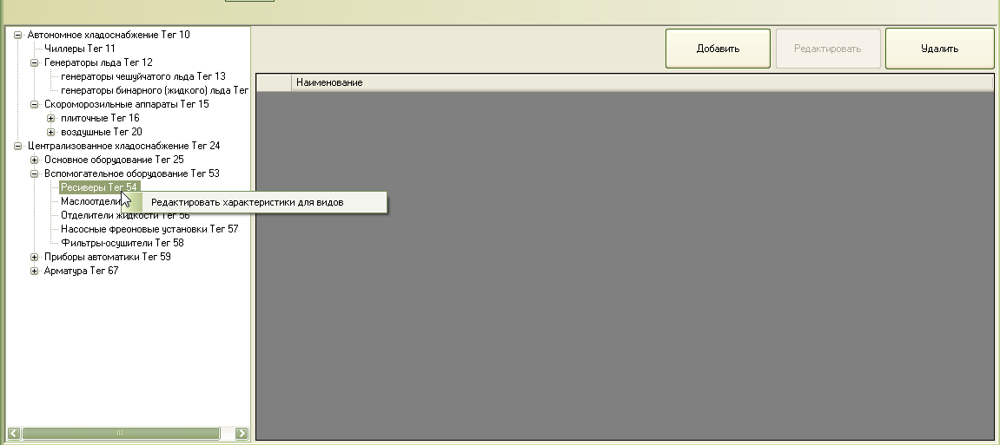 Автономное хладоснабжение Тег 10
Чиллеры Тег 11
Генераторы льда Тег 12
генераторы чешуйчатого льда Тег 13
генераторы бинарного (жидкого) льда Тег
Скороморозильные аппараты Тег 15
плиточные Тег 16
воздушные Тег 20
Централизованное хладоснабжение Тег 24
Основное оборудование Тег 25
Вспомогательное оборудование Тег 53
Ресиверы Тег 54
Маслоотдели
Отделители жидкости Тег 56
Насосные фреоновые установки Тег 57
Фильтры-осушители Тег 58
Приборы автоматики Тег 59
Арматура Тег 67
Редактировать характеристики для видов
Добавить
Редактировать
Удалить
Наименование